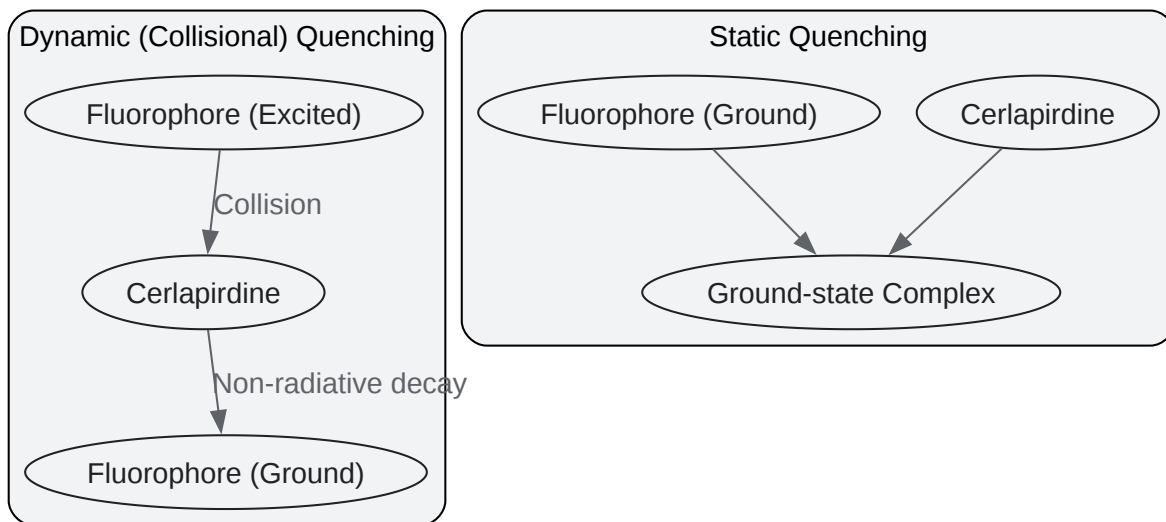 Dynamic (Collisional) Quenching
Fluorophore (Excited)
Collision
Cerlapirdine
Non-radiative decay
Fluorophore (Ground)
Static Quenching
Fluorophore (Ground)
Cerlapirdine
Ground-state Complex